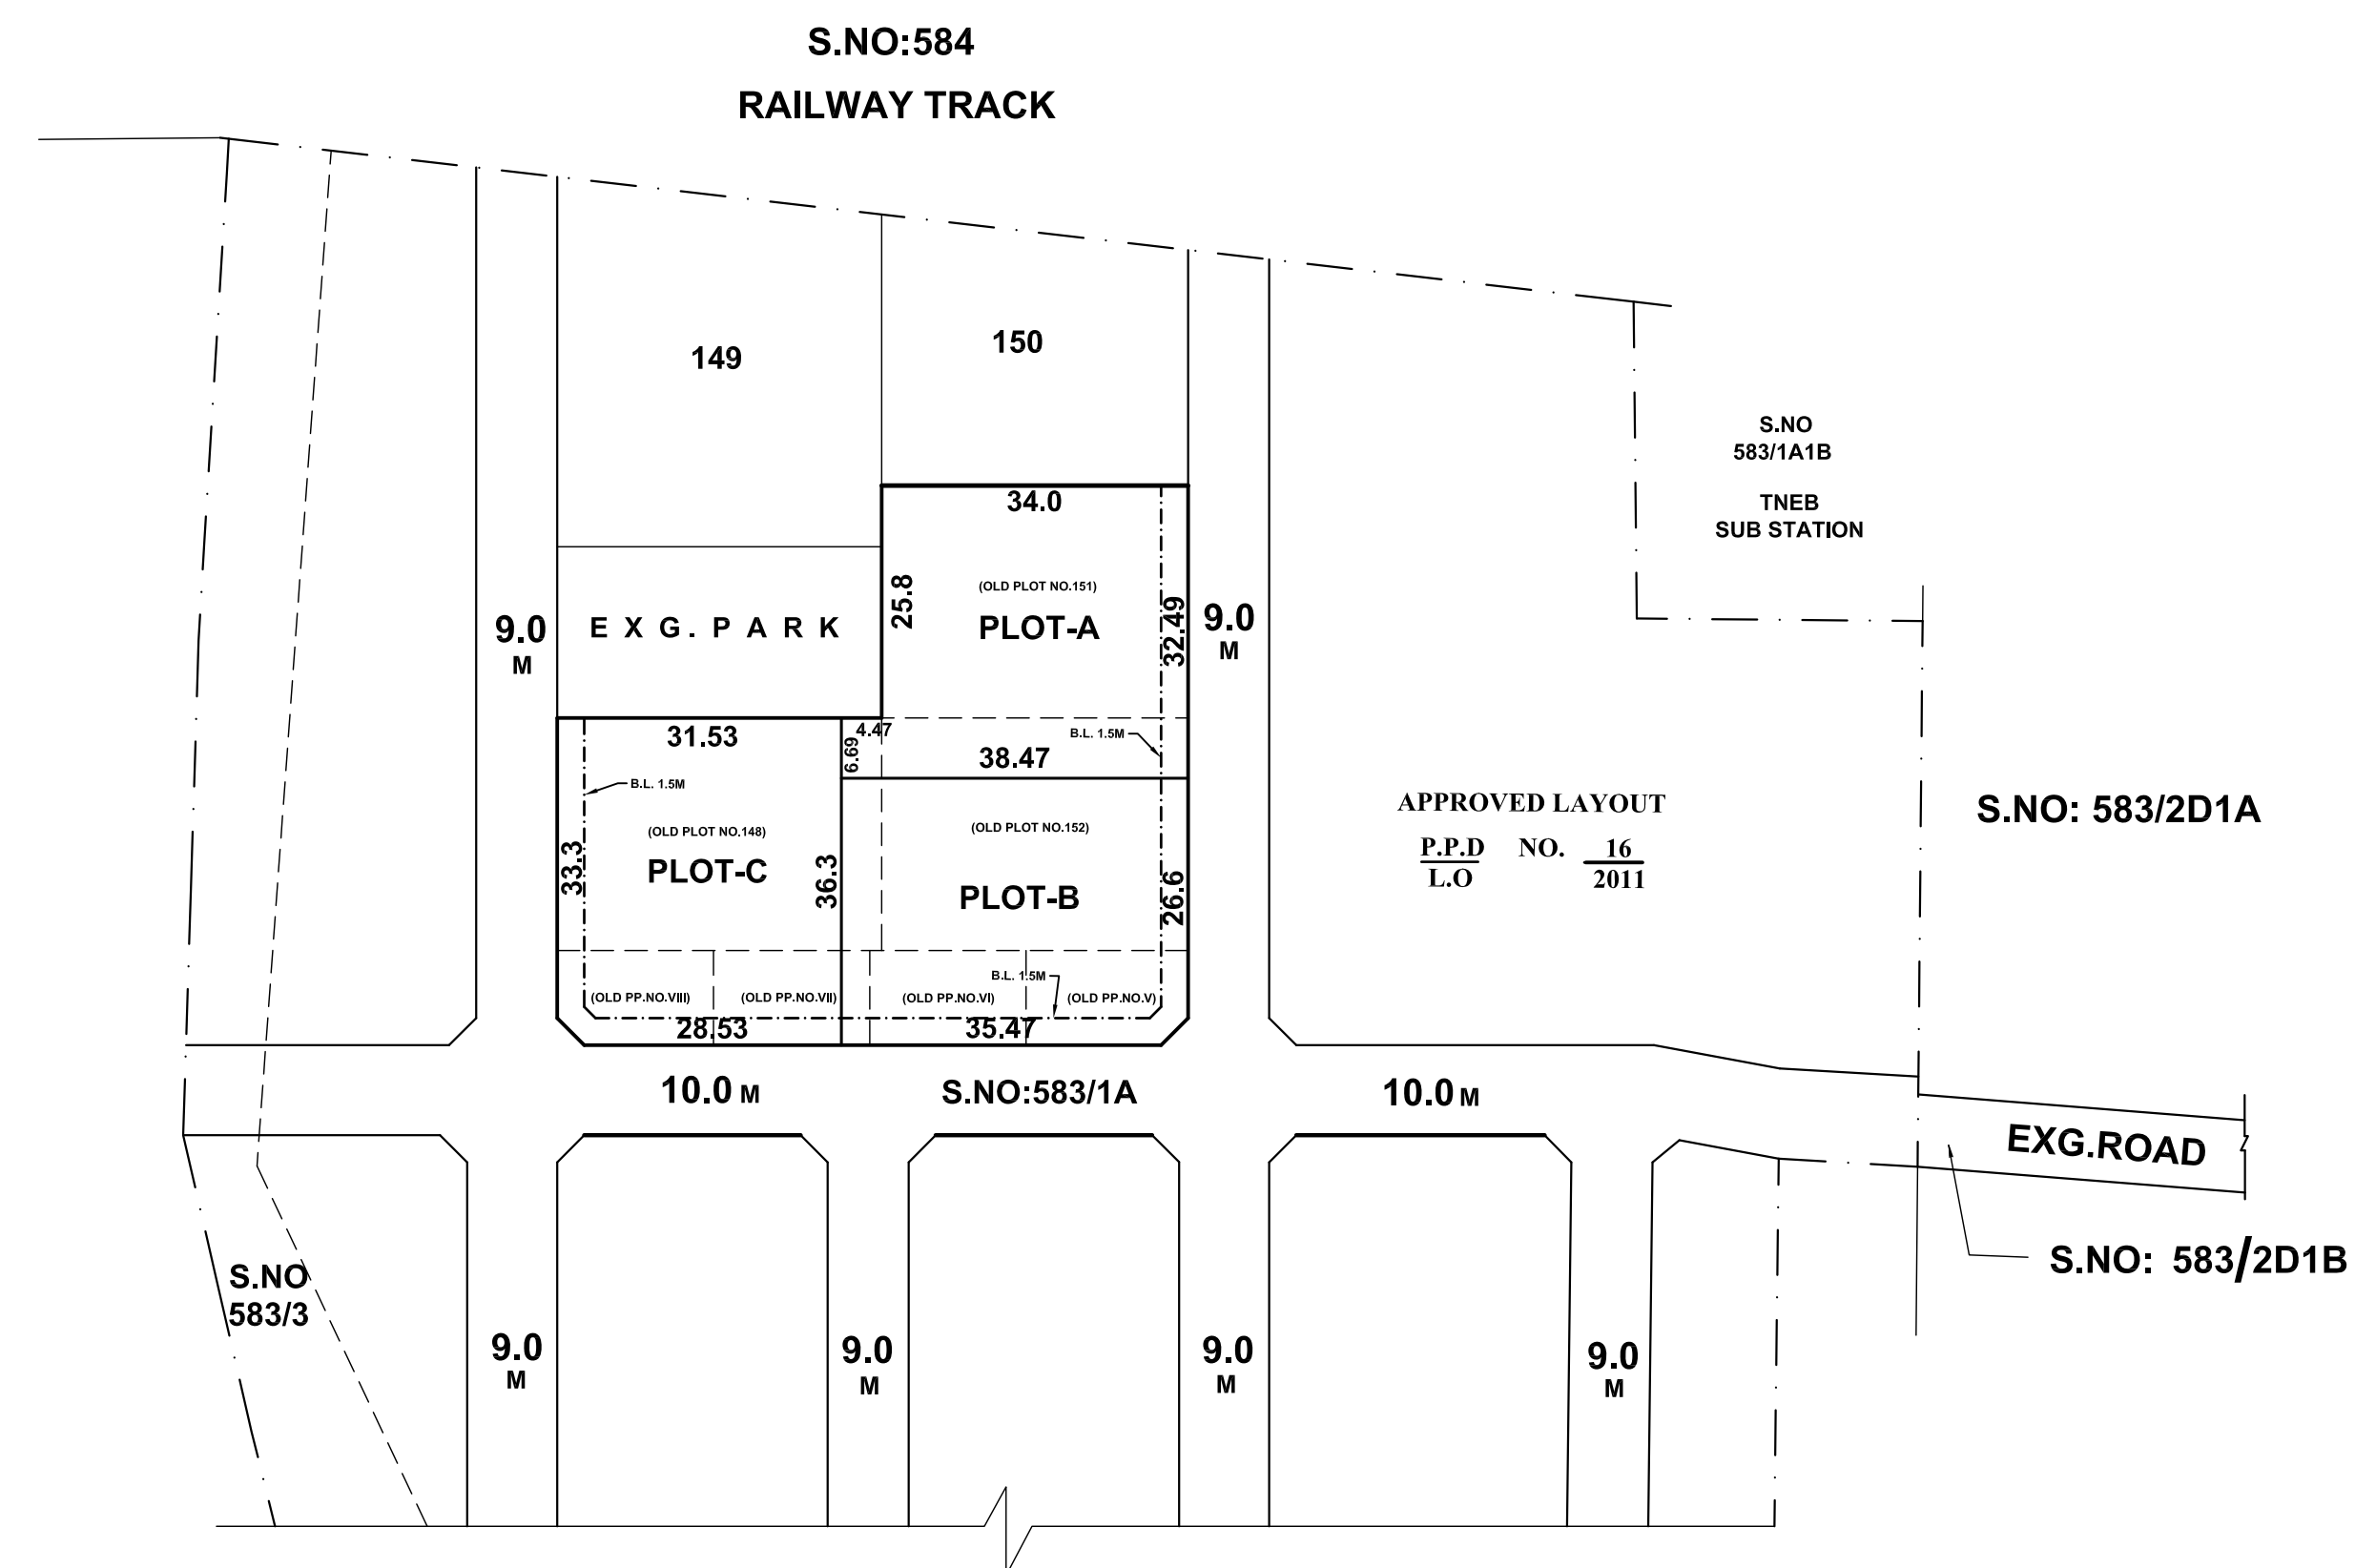 S.NO:584
RAILWAY TRACK
149
150
S.NO
583/1A1B
TNEB
SUB STATION
34.0
25.8
(OLD PLOT NO.151)
PLOT-A
32.49
9.0
M
EXG.PARK
9.0
M
31.53
4.47
6.69
38.47
B.L. 1.5M
B.L. 1.5M
(OLD PLOT NO.148)
PLOT-C
33.3
36.3
(OLD PLOT NO.152)
PLOT-B
26.6
APPROVED LAYOUT
P.P.D NO. 16
L.O 2011
S.NO: 583/2D1A
B.L. 1.5M
(OLD PP.NO.VIII)
(OLD PP.NO.VII)
(OLD PP.NO.VI)
(OLD PP.NO.V)
28.53
35.47
10.0 M
S.NO:583/1A
10.0 M
EXG.ROAD
S.NO: 583/2D1B
S.NO
583/3
9.0
M
9.0
M
9.0
M
9.0
M